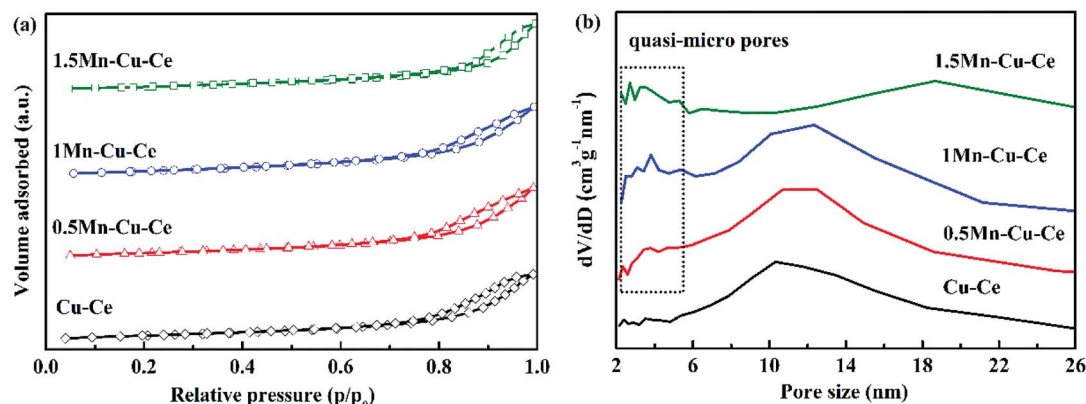 (a)
1.5Mn-Cu-Ce
1Mn-Cu-Ce
0.5Mn-Cu-Ce
Cu-Ce
Volume adsorbed (a.u.)
0.0 0.2 0.4 0.6 0.8 1.0
Relative pressure (p/p₀)
(b)
quasi-micro pores
1.5Mn-Cu-Ce
1Mn-Cu-Ce
0.5Mn-Cu-Ce
Cu-Ce
dV/dD (cm³g⁻¹ nm⁻¹)
2 6 10 14 18 22 26
Pore size (nm)